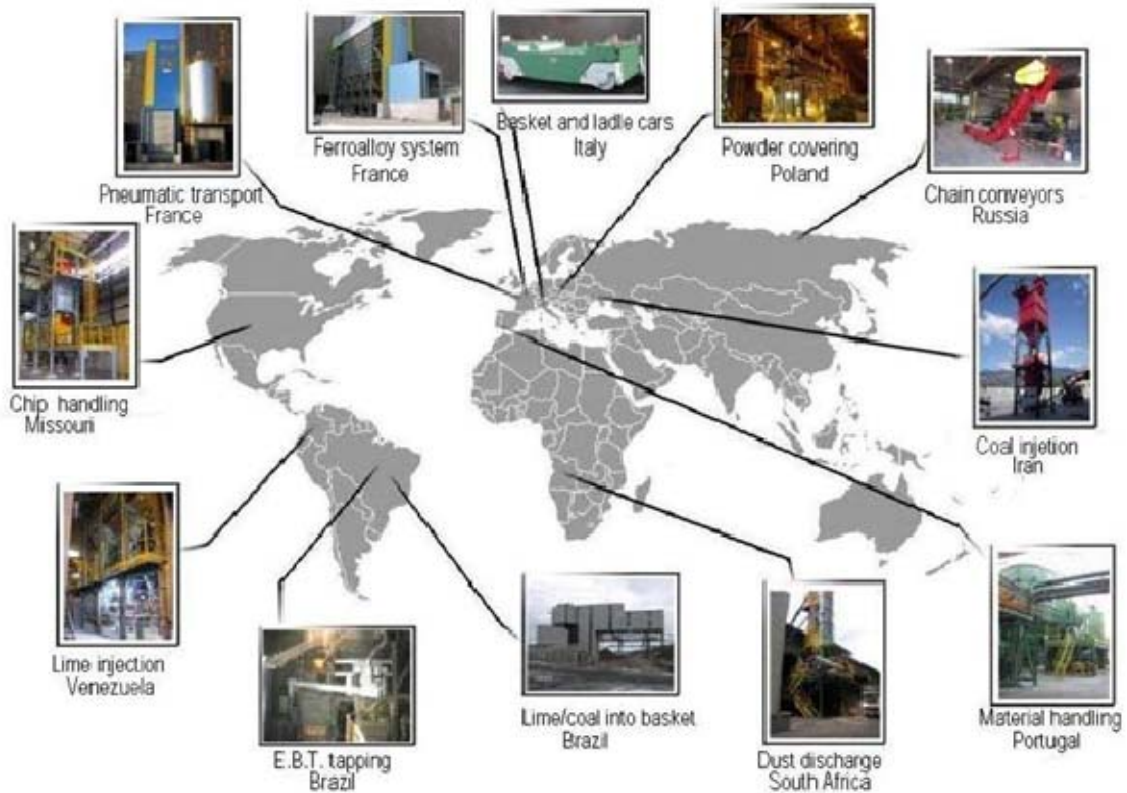 Pneumatic transport
France
Ferroalloy system
France
Basket and ladle cars
Italy
Powder covering
Poland
Chain conveyors
Russia
Chip handling
Missouri
Coal injetion
Iran
Lime injection
Venezuela
E.B.T. tapping
Brazil
Lime/coal into basket
Brazil
Dust discharge
South Africa
Material handling
Portugal